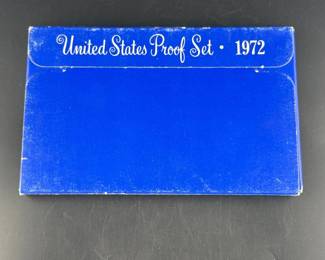 United States Proof Set · 1972